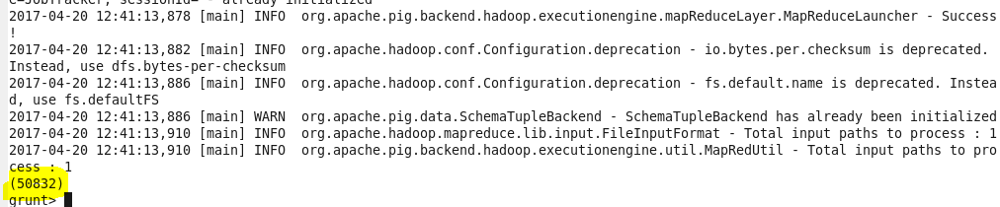 e=JobTracker, sessionId= - already initialized
2017-04-20 12:41:13,878 [main] INFO  org.apache.pig.backend.hadoop.executionengine.mapReduceLayer.MapReduceLauncher - Success
!
2017-04-20 12:41:13,882 [main] INFO  org.apache.hadoop.conf.Configuration.deprecation - io.bytes.per.checksum is deprecated.
Instead, use dfs.bytes-per-checksum
2017-04-20 12:41:13,886 [main] INFO  org.apache.hadoop.conf.Configuration.deprecation - fs.default.name is deprecated. Instea
d, use fs.defaultFS
2017-04-20 12:41:13,886 [main] WARN  org.apache.pig.data.SchemaTupleBackend - SchemaTupleBackend has already been initialized
2017-04-20 12:41:13,910 [main] INFO  org.apache.hadoop.mapreduce.lib.input.FileInputFormat - Total input paths to process : 1
2017-04-20 12:41:13,910 [main] INFO  org.apache.pig.backend.hadoop.executionengine.util.MapRedUtil - Total input paths to pro
cess : 1
(50832)
grunt>